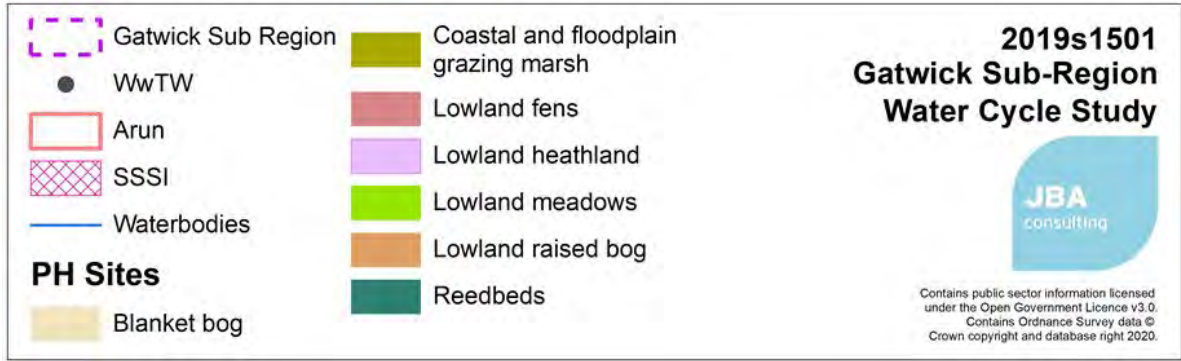 Gatwick Sub Region
WwTW
Arun
SSSI
Waterbodies
PH Sites
Blanket bog
Coastal and floodplain
grazing marsh
Lowland fens
Lowland heathland
Lowland meadows
Lowland raised bog
Reedbeds
2019s1501
Gatwick Sub-Region
Water Cycle Study
JBA
consulting
Contains public sector information licensed
under the Open Government Licence v3.0.
Contains Ordnance Survey data ©
Crown copyright and database right 2020.